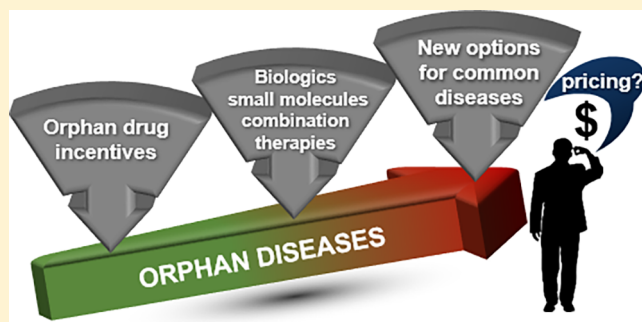 Orphan drug
incentives
Biologics
small molecules
combination
therapies
New options
for common
diseases
pricing?
$
ORPHAN DISEASES